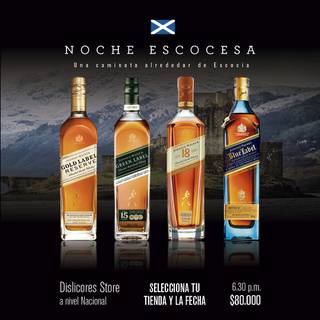 NOCHE ESCOCESA
Una caminata alrededor de Escocia
GOLD LABEL
RESERVE
GREEN LABEL
15
18
Blue Label
Dislicores Store
a nivel Nacional
SELECCIONA TU
TIENDA Y LA FECHA
6.30 p.m.
$80.000